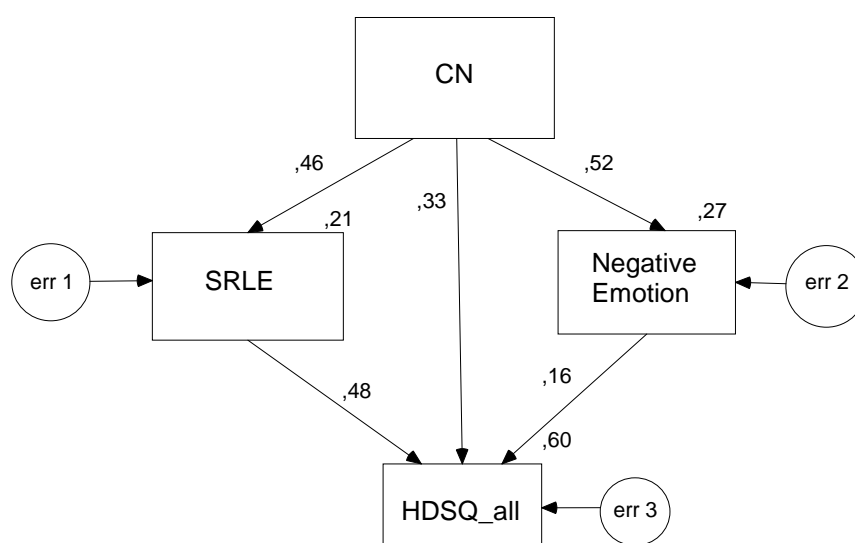 CN
,46
,52
,33
,21
,27
err 1
SRLE
Negative
Emotion
err 2
,48
,16
,60
HDSQ_all
err 3